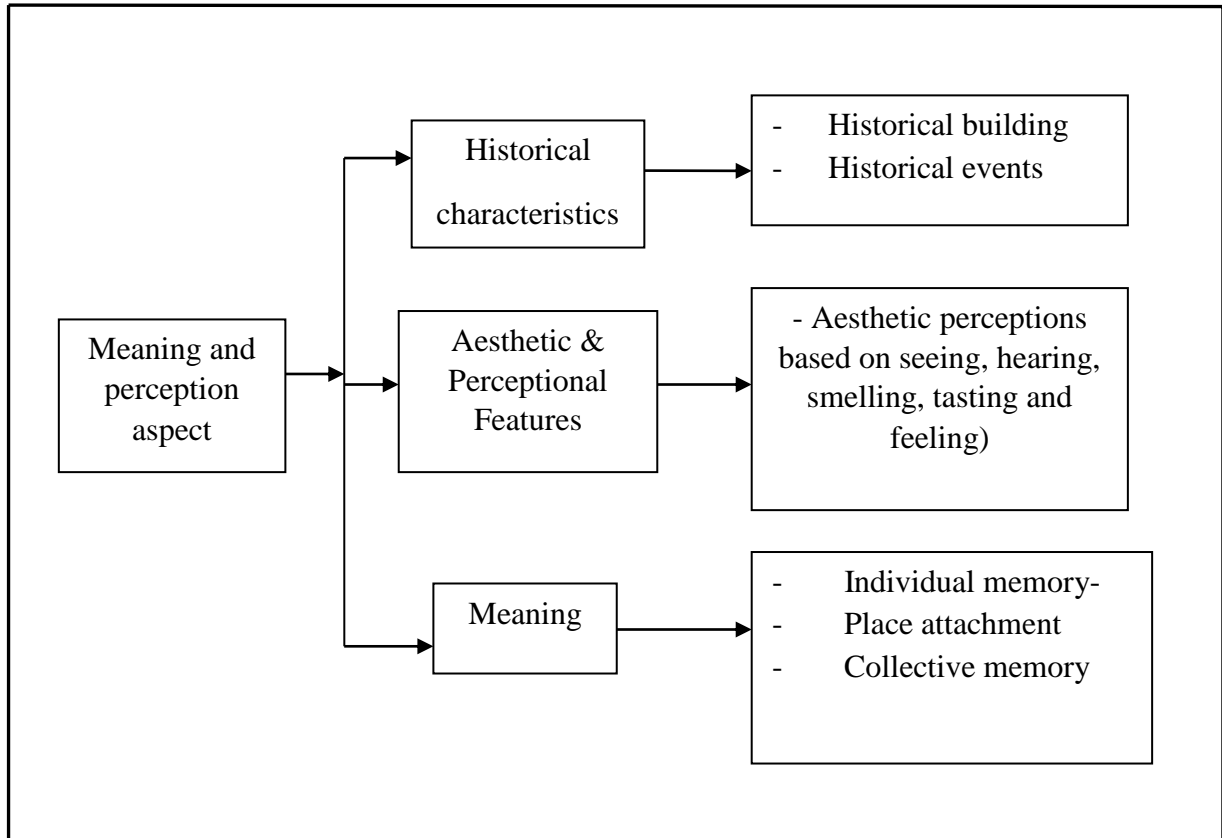 Meaning and
perception
aspect
Historical
characteristics
- Historical building
- Historical events
Aesthetic &
Perceptional
Features
- Aesthetic perceptions
based on seeing, hearing,
smelling, tasting and
feeling)
Meaning
- Individual memory-
- Place attachment
- Collective memory